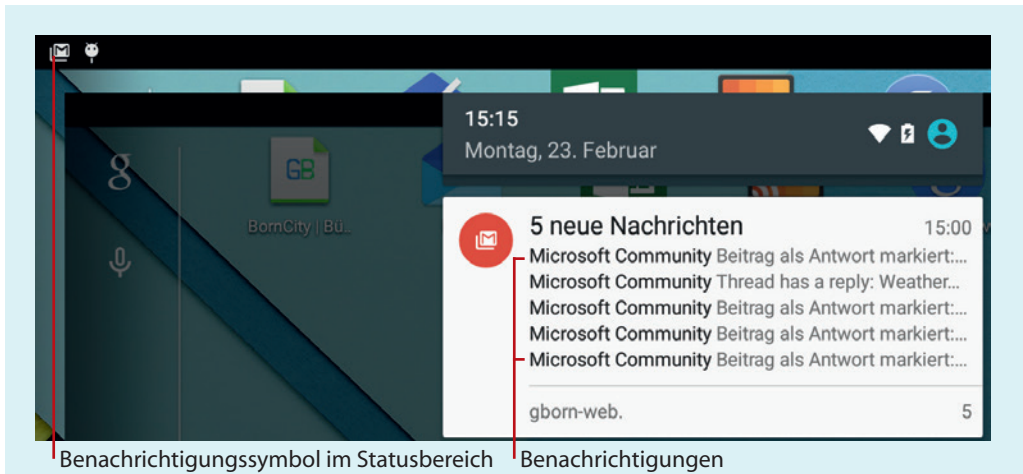 15:15
Montag, 23. Februar
g
GB
BornCity | Bü...
5 neue Nachrichten 15:00
Microsoft Community Beitrag als Antwort markiert:...
Microsoft Community Thread has a reply: Weather...
Microsoft Community Beitrag als Antwort markiert:...
Microsoft Community Beitrag als Antwort markiert:...
Microsoft Community Beitrag als Antwort markiert:...
gborn-web. 5
Benachrichtigungssymbol im Statusbereich Benachrichtigungen